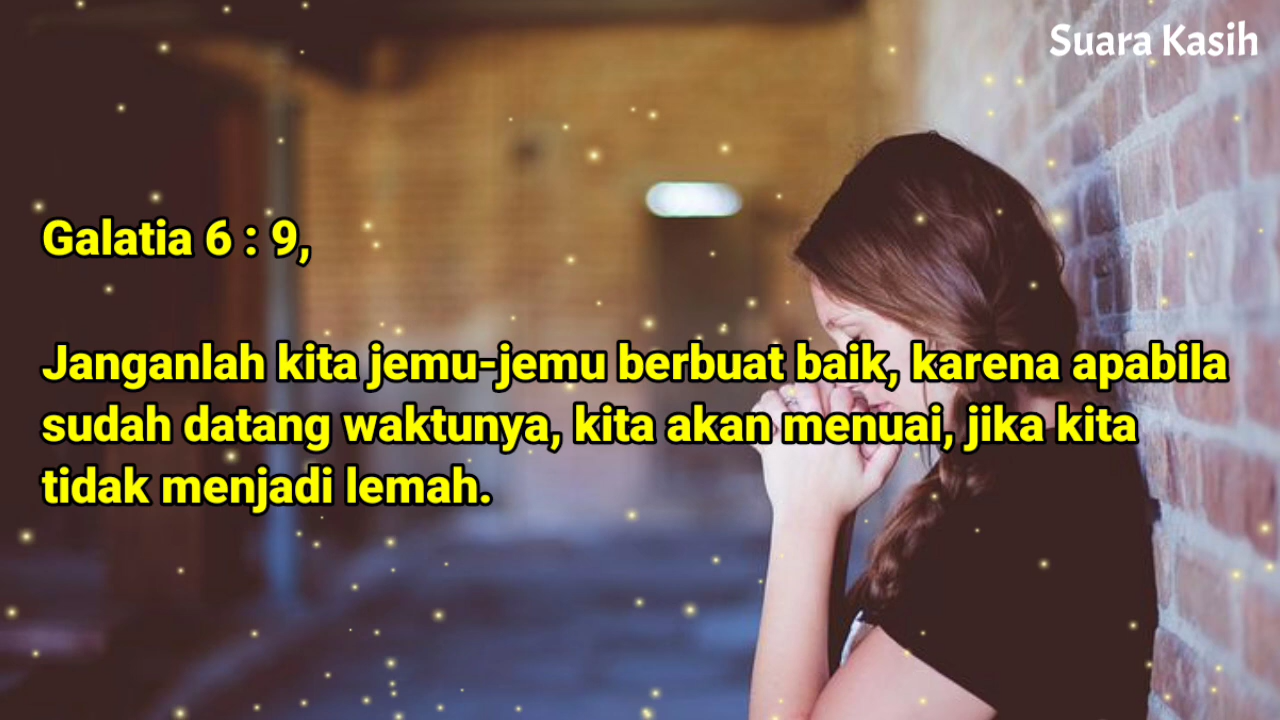 Suara Kasih
Galatia 6 : 9,
Janganlah kita jemu-jemu berbuat baik, karena apabila
sudah datang waktunya, kita akan menuai, jika kita
tidak menjadi lemah.